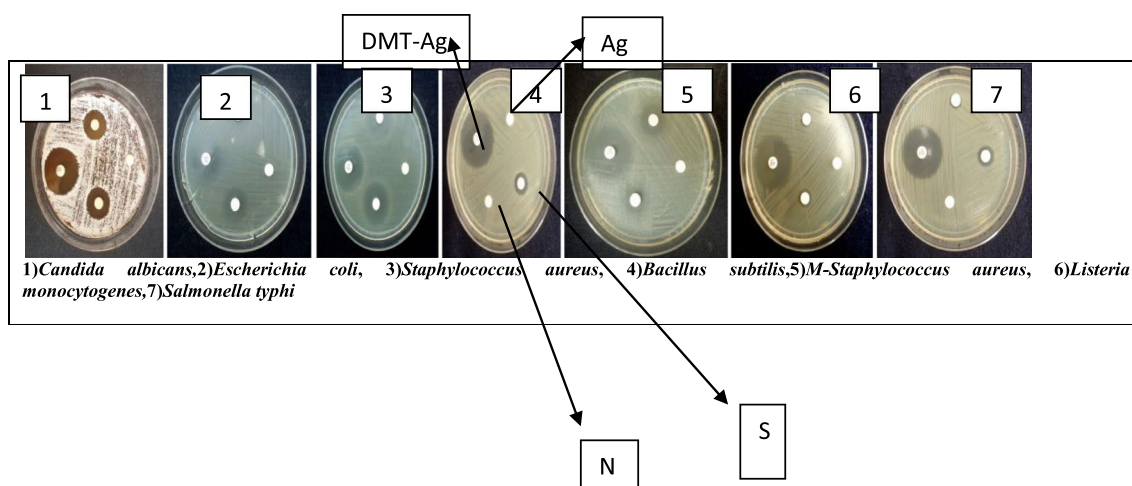 DMT-Ag
Ag
1
2
3
4
5
6
7
1)Candida albicans,2)Escherichia coli, 3)Staphylococcus aureus, 4)Bacillus subtilis,5)M-Staphylococcus aureus, 6)Listeria
monocytogenes,7)Salmonella typhi
S
N